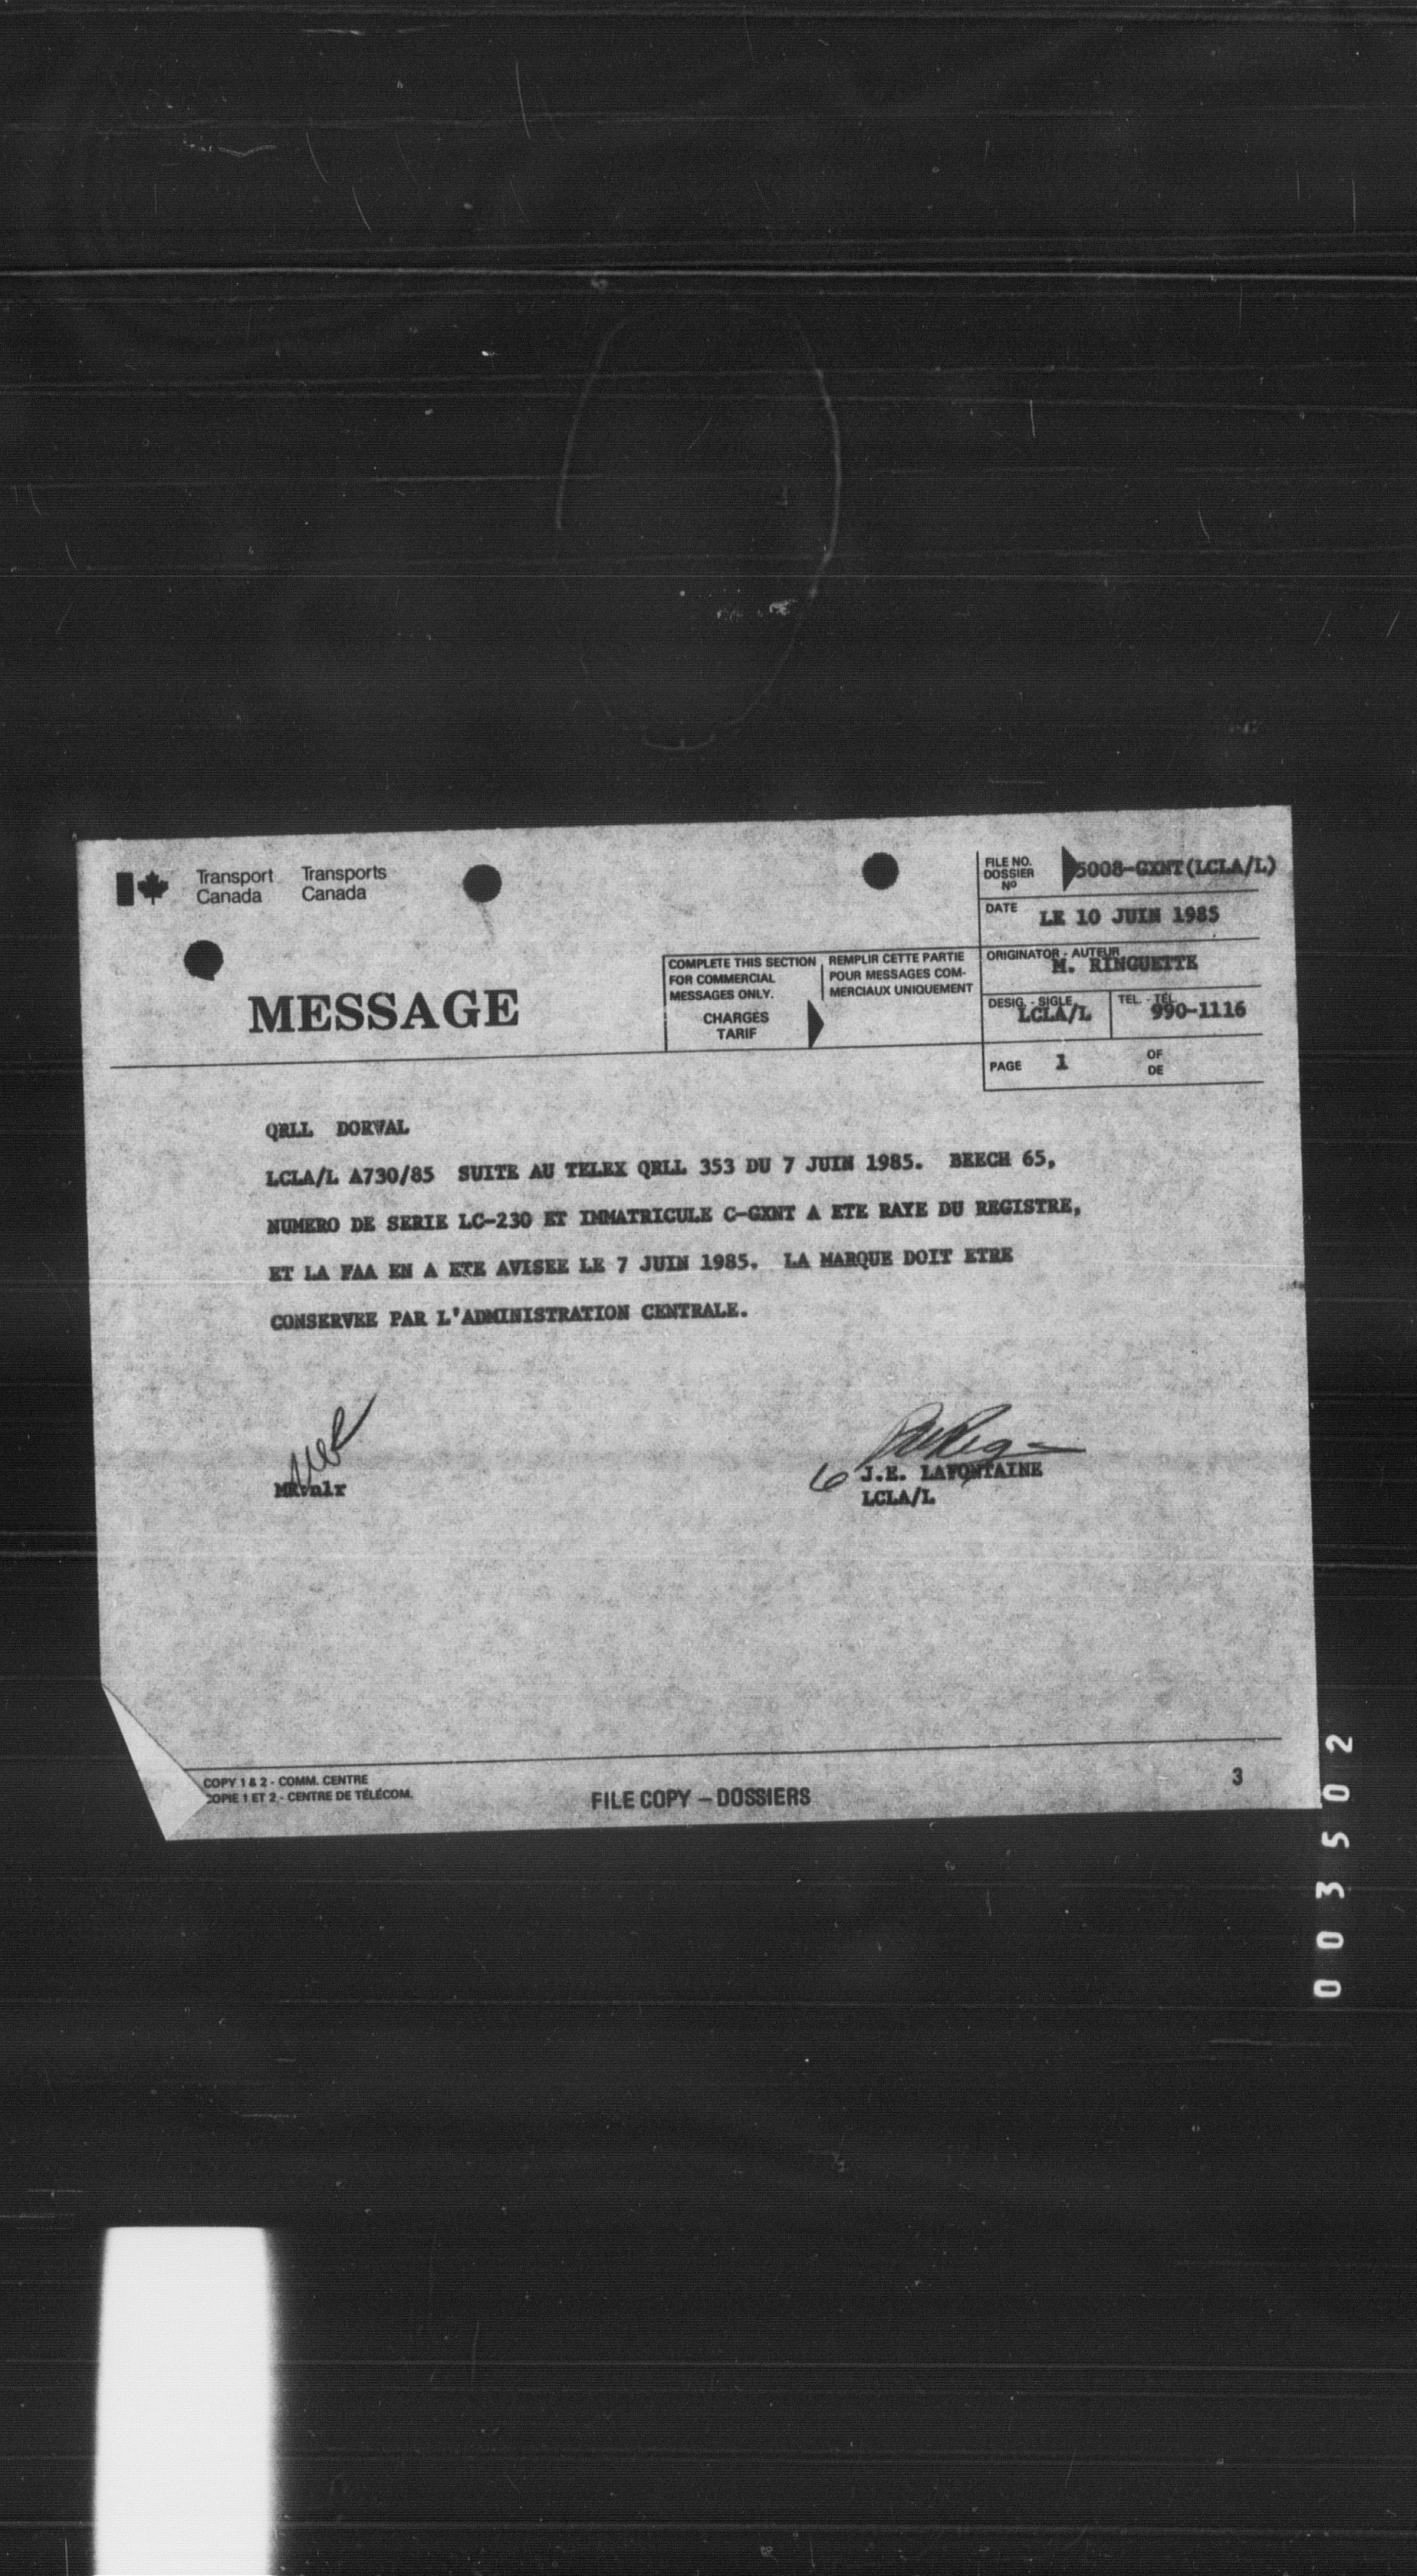 Transport Canada
Transports Canada
FILE NO.
DOSSIER
Nº
5008-GXNT(LCLA/L)
DATE
LE 10 JUIN 1985
ORIGINATOR - AUTEUR
M. RINGUETTE
DESIG. - SIGLE
LCLA/L
TEL. - TÉL.
990-1116
PAGE 1 OF
DE
MESSAGE
COMPLETE THIS SECTION
FOR COMMERCIAL
MESSAGES ONLY.
REMPLIR CETTE PARTIE
POUR MESSAGES COM-
MERCIAUX UNIQUEMENT
CHARGES
TARIF
QRLL DORVAL
LCLA/L A730/85 SUITE AU TELEX QRLL 353 DU 7 JUIN 1985. BEECH 65,
NUMERO DE SERIE LC-230 ET IMMATRICULE C-GXNT A ETE RAYE DU REGISTRE,
ET LA FAA EN A ETE AVISEE LE 7 JUIN 1985. LA MARQUE DOIT ETRE
CONSERVEE PAR L'ADMINISTRATION CENTRALE.
MR:nlr
J.E. LAFONTAINE
LCLA/L
COPY 1 & 2 - COMM. CENTRE
COPIE 1 ET 2 - CENTRE DE TÉLÉCOM.
FILE COPY – DOSSIERS
3
003502